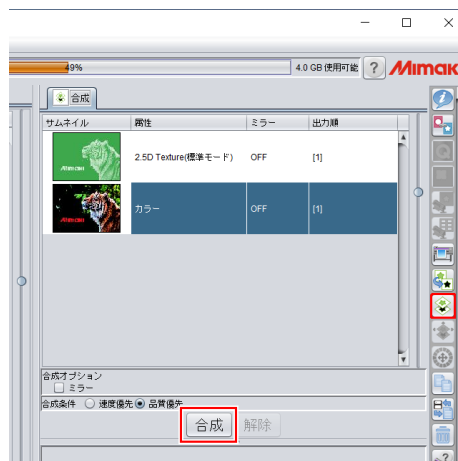 49%
4.0 GB 使用可能 ? Mimak
合成
サムネイル 属性 ミラー 出力順
2.5D Texture(標準モード) OFF [1]
カラー OFF [1]
合成オプション
ミラー
合成条件 速度優先 品質優先
合成 解除